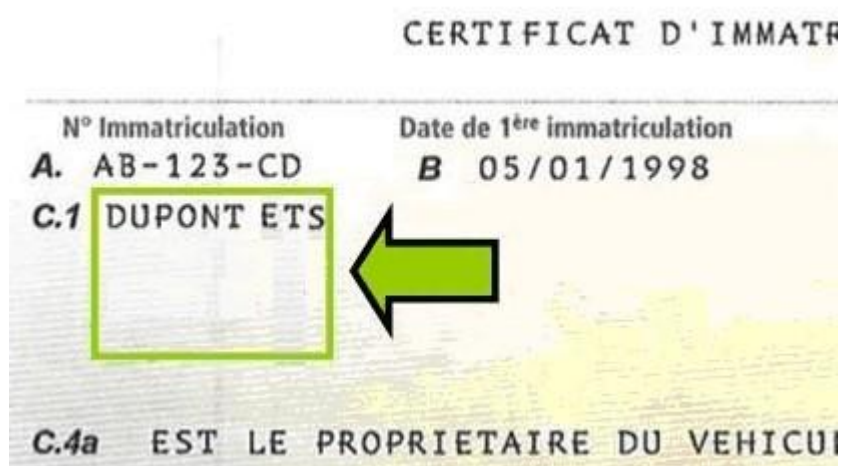 CERTIFICAT D'IMMATR
N° Immatriculation Date de 1ère immatriculation
A. AB-123-CD B 05/01/1998
C.1 DUPONT ETS
C.4a EST LE PROPRIETAIRE DU VEHICUL